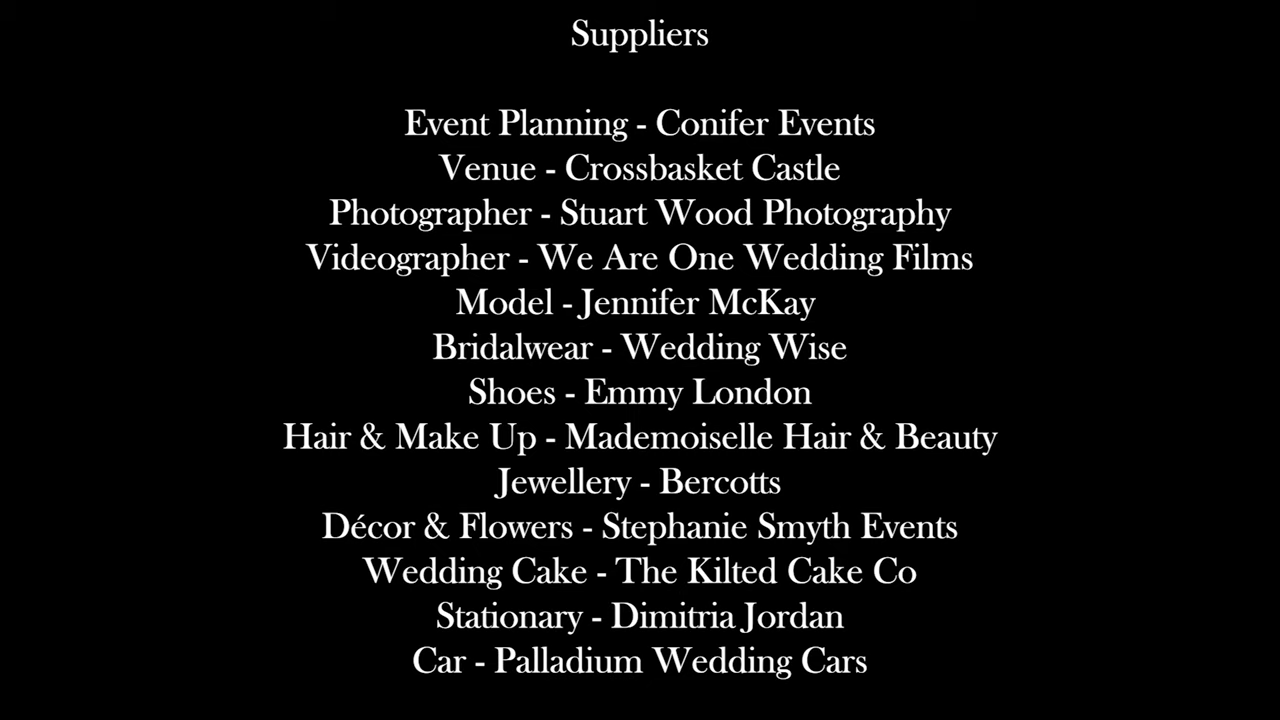 Suppliers
Event Planning - Conifer Events
Venue - Crossbasket Castle
Photographer - Stuart Wood Photography
Videographer - We Are One Wedding Films
Model - Jennifer McKay
Bridalwear - Wedding Wise
Shoes - Emmy London
Hair & Make Up - Mademoiselle Hair & Beauty
Jewellery - Bercotts
Décor & Flowers - Stephanie Smyth Events
Wedding Cake - The Kilted Cake Co
Stationary - Dimitria Jordan
Car - Palladium Wedding Cars